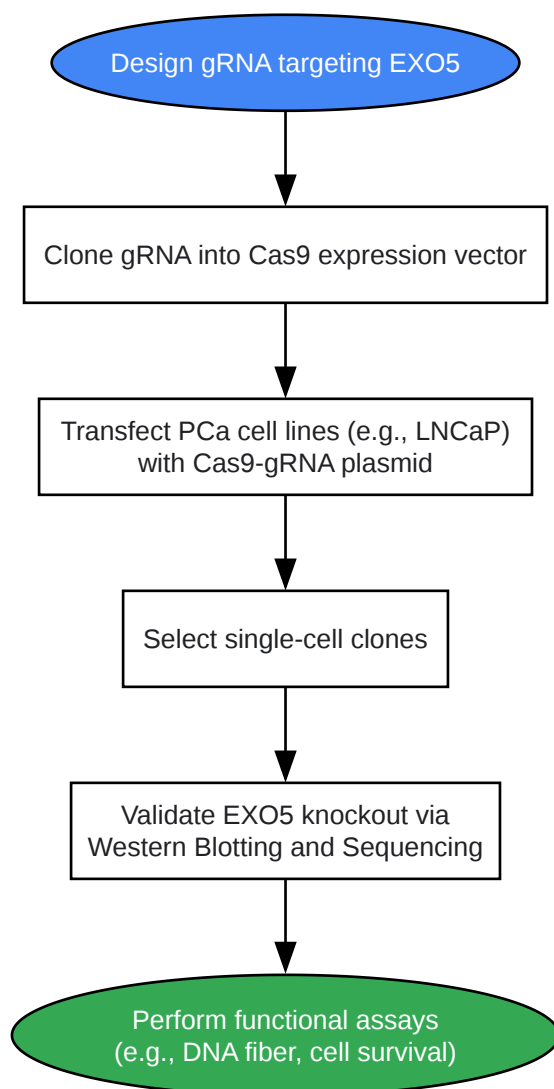 Design gRNA targeting EXO5
Clone gRNA into Cas9 expression vector
Transfect PCa cell lines (e.g., LNCaP)
with Cas9-gRNA plasmid
Select single-cell clones
Validate EXO5 knockout via
Western Blotting and Sequencing
Perform functional assays
(e.g., DNA fiber, cell survival)